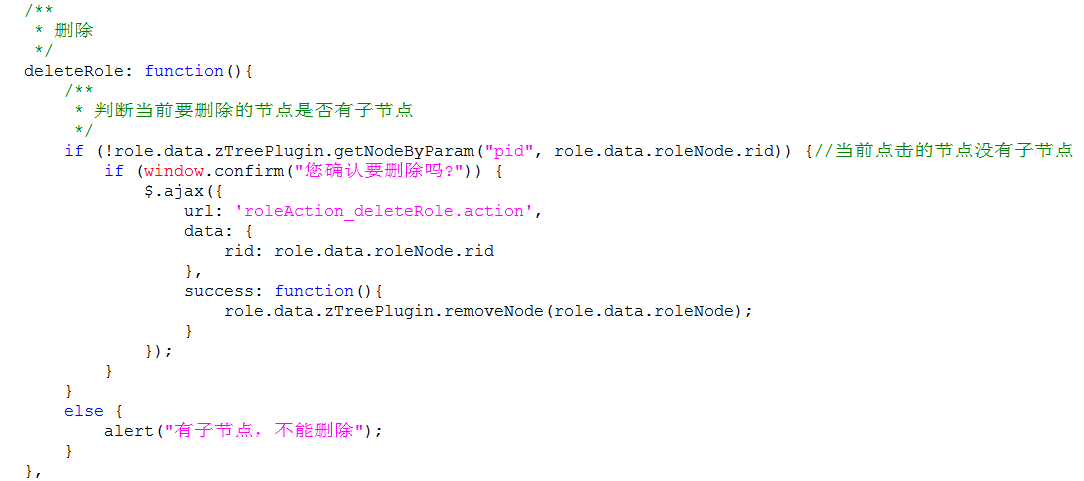 /**
 * 删除
 */
deleteRole: function(){
    /**
     * 判断当前要删除的节点是否有子节点
     */
    if (!role.data.zTreePlugin.getNodeByParam("pid", role.data.roleNode.rid)) {//当前点击的节点没有子节点
        if (window.confirm("您确认要删除吗?")) {
            $.ajax({
                url: 'roleAction_deleteRole.action',
                data: {
                    rid: role.data.roleNode.rid
                },
                success: function(){
                    role.data.zTreePlugin.removeNode(role.data.roleNode);
                }
            });
        }
    }
    else {
        alert("有子节点，不能删除");
    }
},